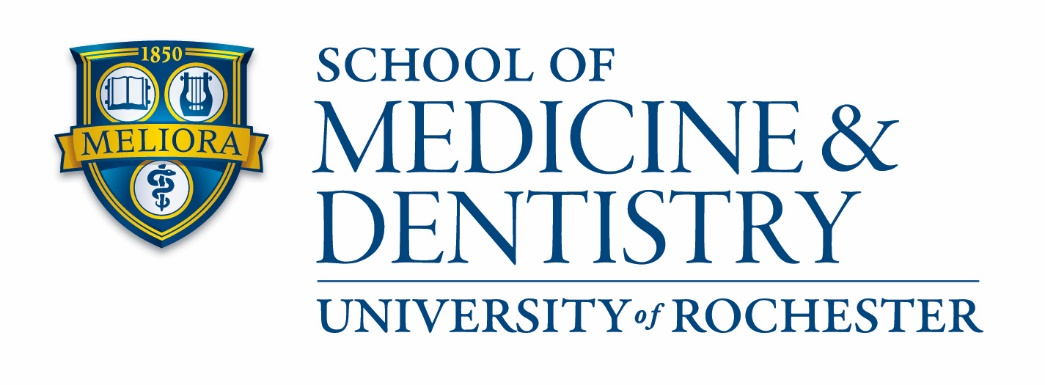 1850
MELIORA
SCHOOL OF
MEDICINE &
DENTISTRY
UNIVERSITY of ROCHESTER